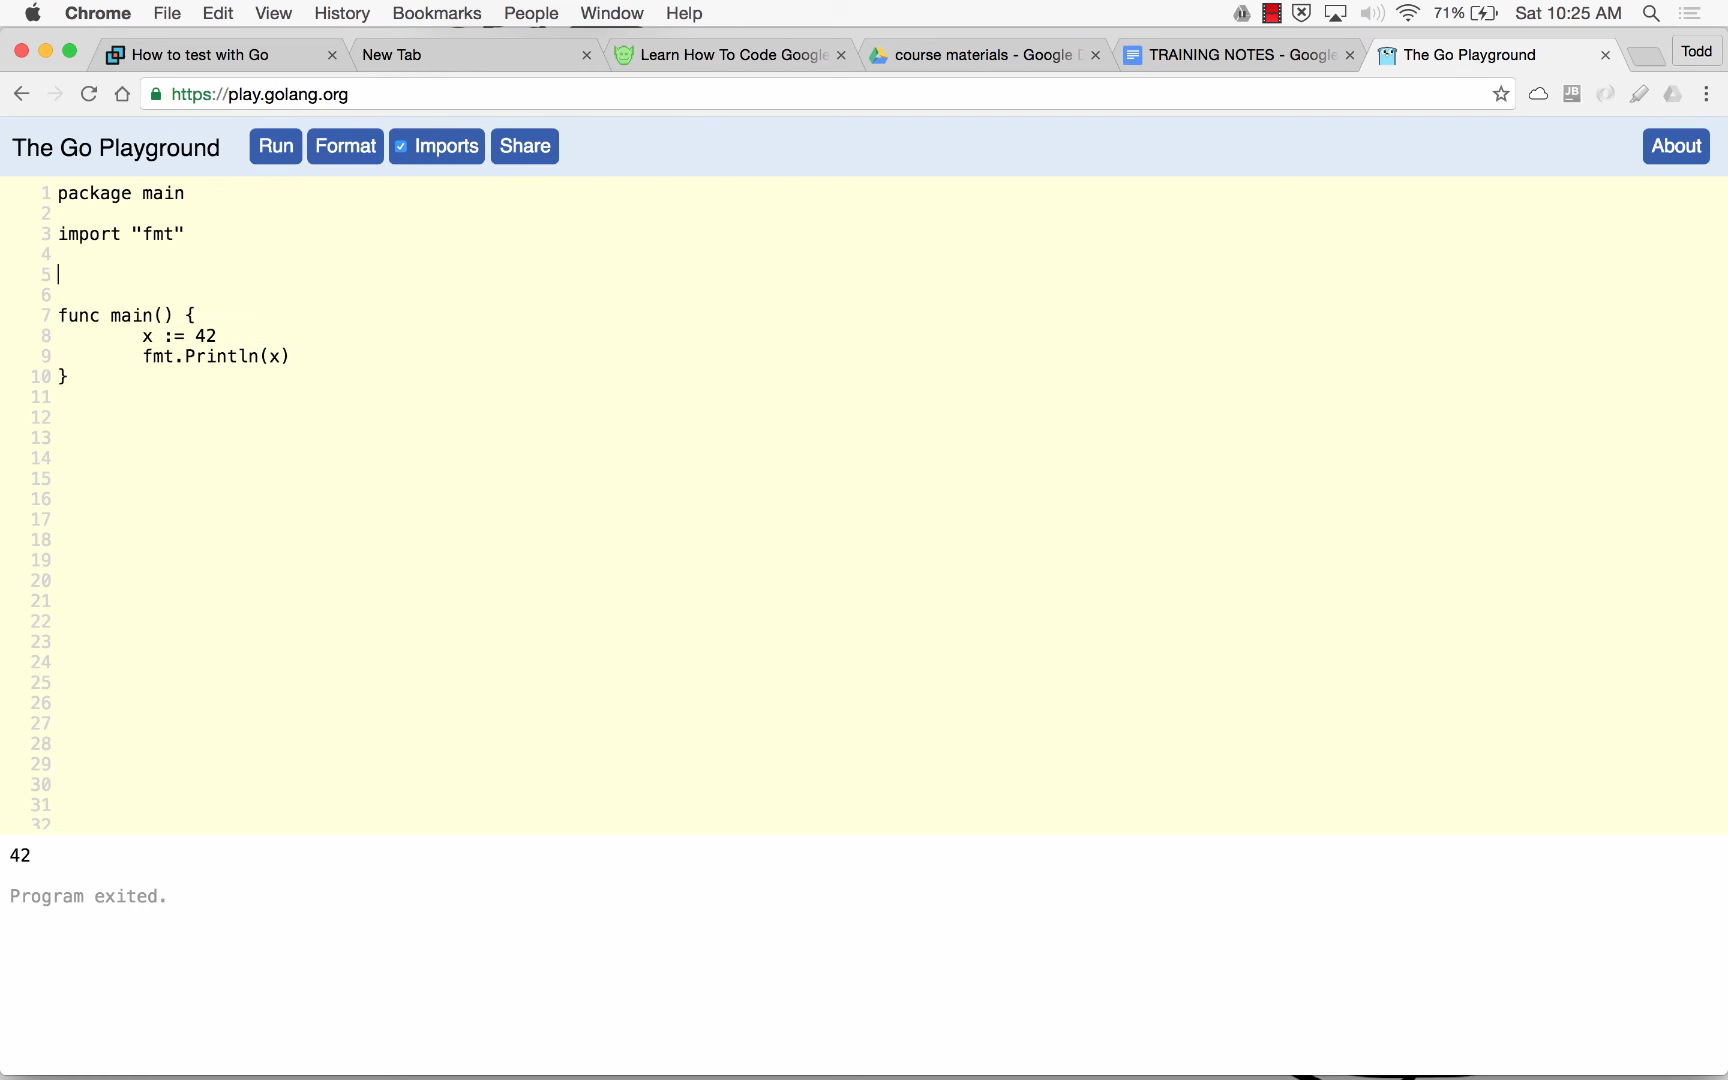 Chrome File Edit View History Bookmarks People Window Help 71% Sat 10:25 AM
How to test with Go New Tab Learn How To Code Google course materials - Google D TRAINING NOTES - Google The Go Playground Todd
https://play.golang.org JB
The Go Playground Run Format Imports Share About
1 package main
2
3 import "fmt"
4
5
6
7 func main() {
8 x := 42
9 fmt.Println(x)
10 }
11
12
13
14
15
16
17
18
19
20
21
22
23
24
25
26
27
28
29
30
31
32
42
Program exited.